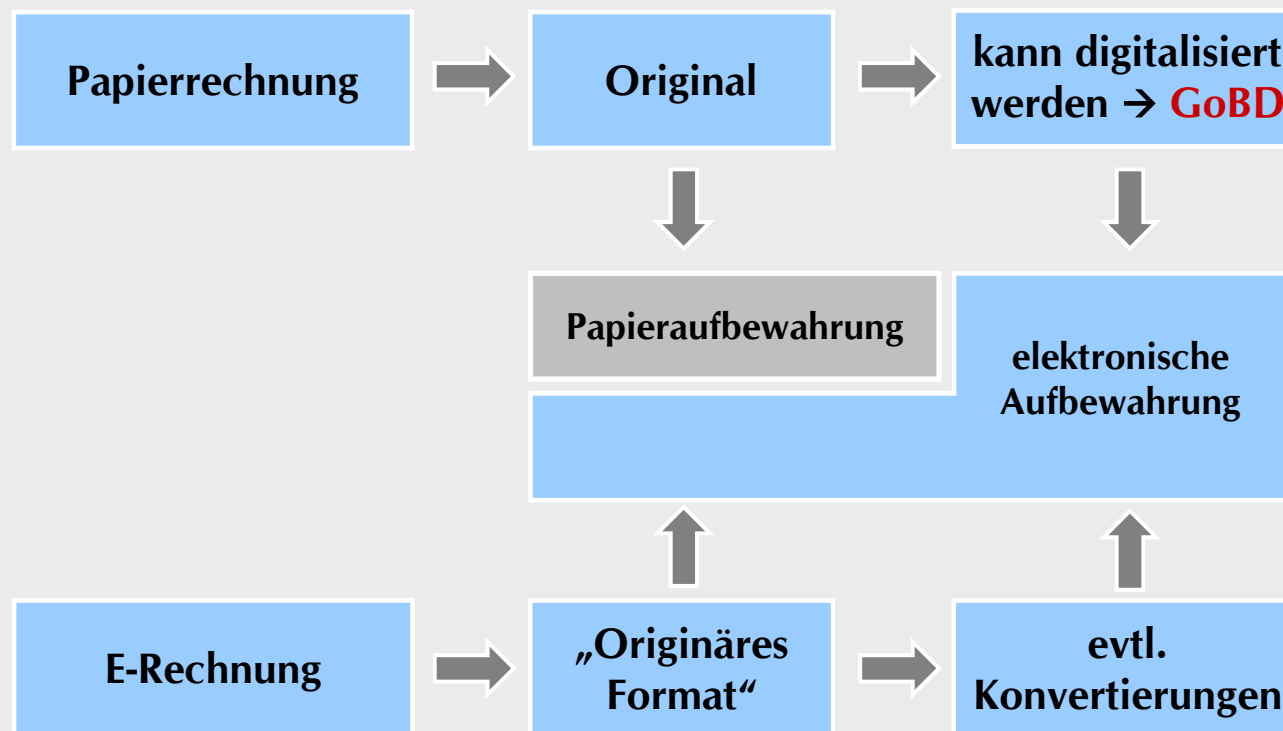 Papierrechnung
Original
kann digitalisiert
werden → GoBD
Papieraufbewahrung
elektronische
Aufbewahrung
E-Rechnung
„Originäres
Format“
evtl.
Konvertierungen